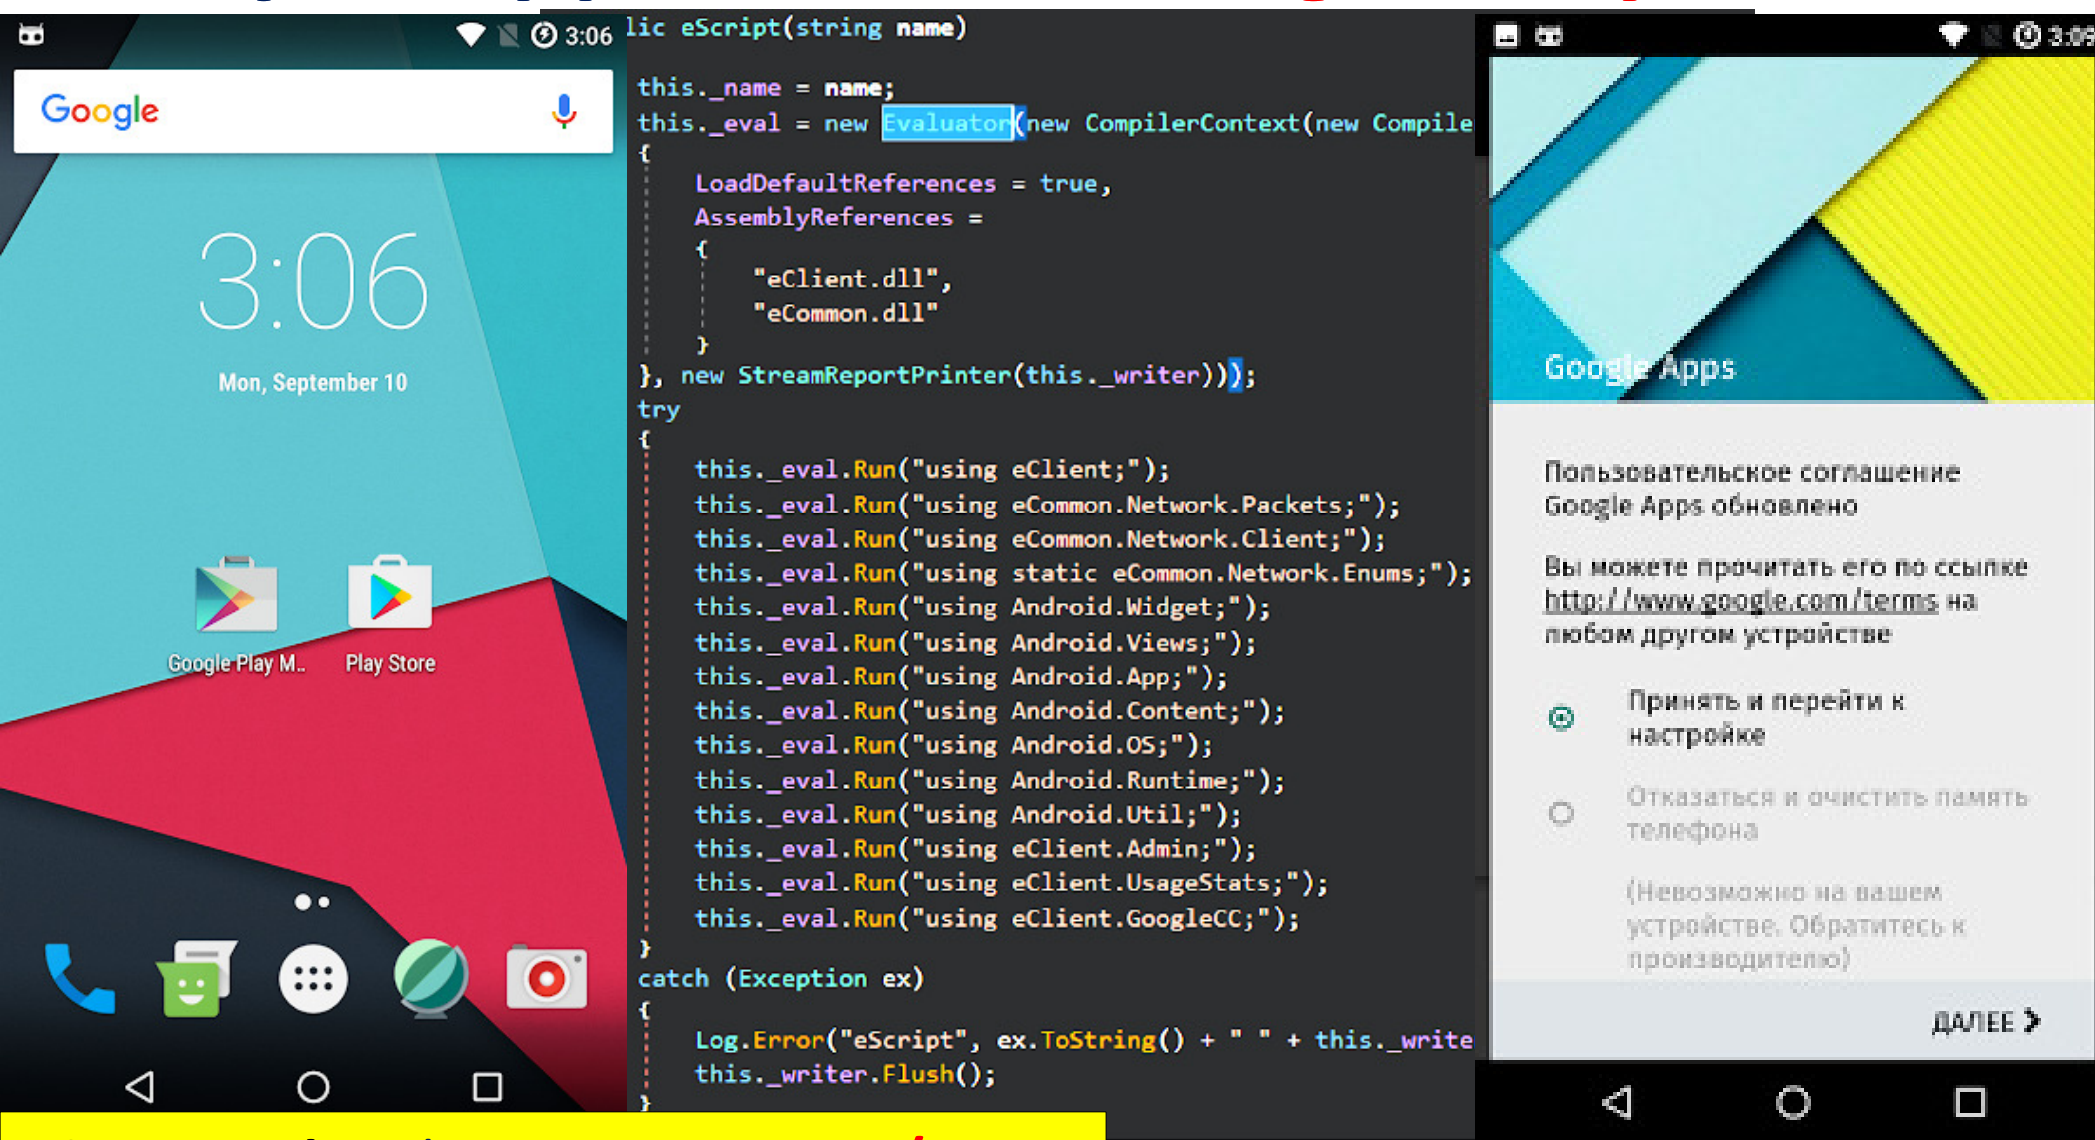 3:06
Google
3:06
Mon, September 10
Google Play M..
Play Store
lic eScript(string name)
this._name = name;
this._eval = new Evaluator(new CompilerContext(new Compile
{
LoadDefaultReferences = true,
AssemblyReferences =
{
"eClient.dll",
"eCommon.dll"
}
}, new StreamReportPrinter(this._writer)));
try
{
this._eval.Run("using eClient;");
this._eval.Run("using eCommon.Network.Packets;");
this._eval.Run("using eCommon.Network.Client;");
this._eval.Run("using static eCommon.Network.Enums;");
this._eval.Run("using Android.Widget;");
this._eval.Run("using Android.Views;");
this._eval.Run("using Android.App;");
this._eval.Run("using Android.Content;");
this._eval.Run("using Android.OS;");
this._eval.Run("using Android.Runtime;");
this._eval.Run("using Android.Util;");
this._eval.Run("using eClient.Admin;");
this._eval.Run("using eClient.UsageStats;");
this._eval.Run("using eClient.GoogleCC;");
}
catch (Exception ex)
{
Log.Error("eScript", ex.ToString() + " " + this._write
this._writer.Flush();
}
3:09
Google Apps
Пользовательское соглашение
Google Apps обновлено
Вы можете прочитать его по ссылке
http://www.google.com/terms на
любом другом устройстве
Принять и перейти к
настройке
Отказаться и очистить память
телефона
(Невозможно на вашем
устройстве. Обратитесь к
производителю)
ДАЛЕЕ